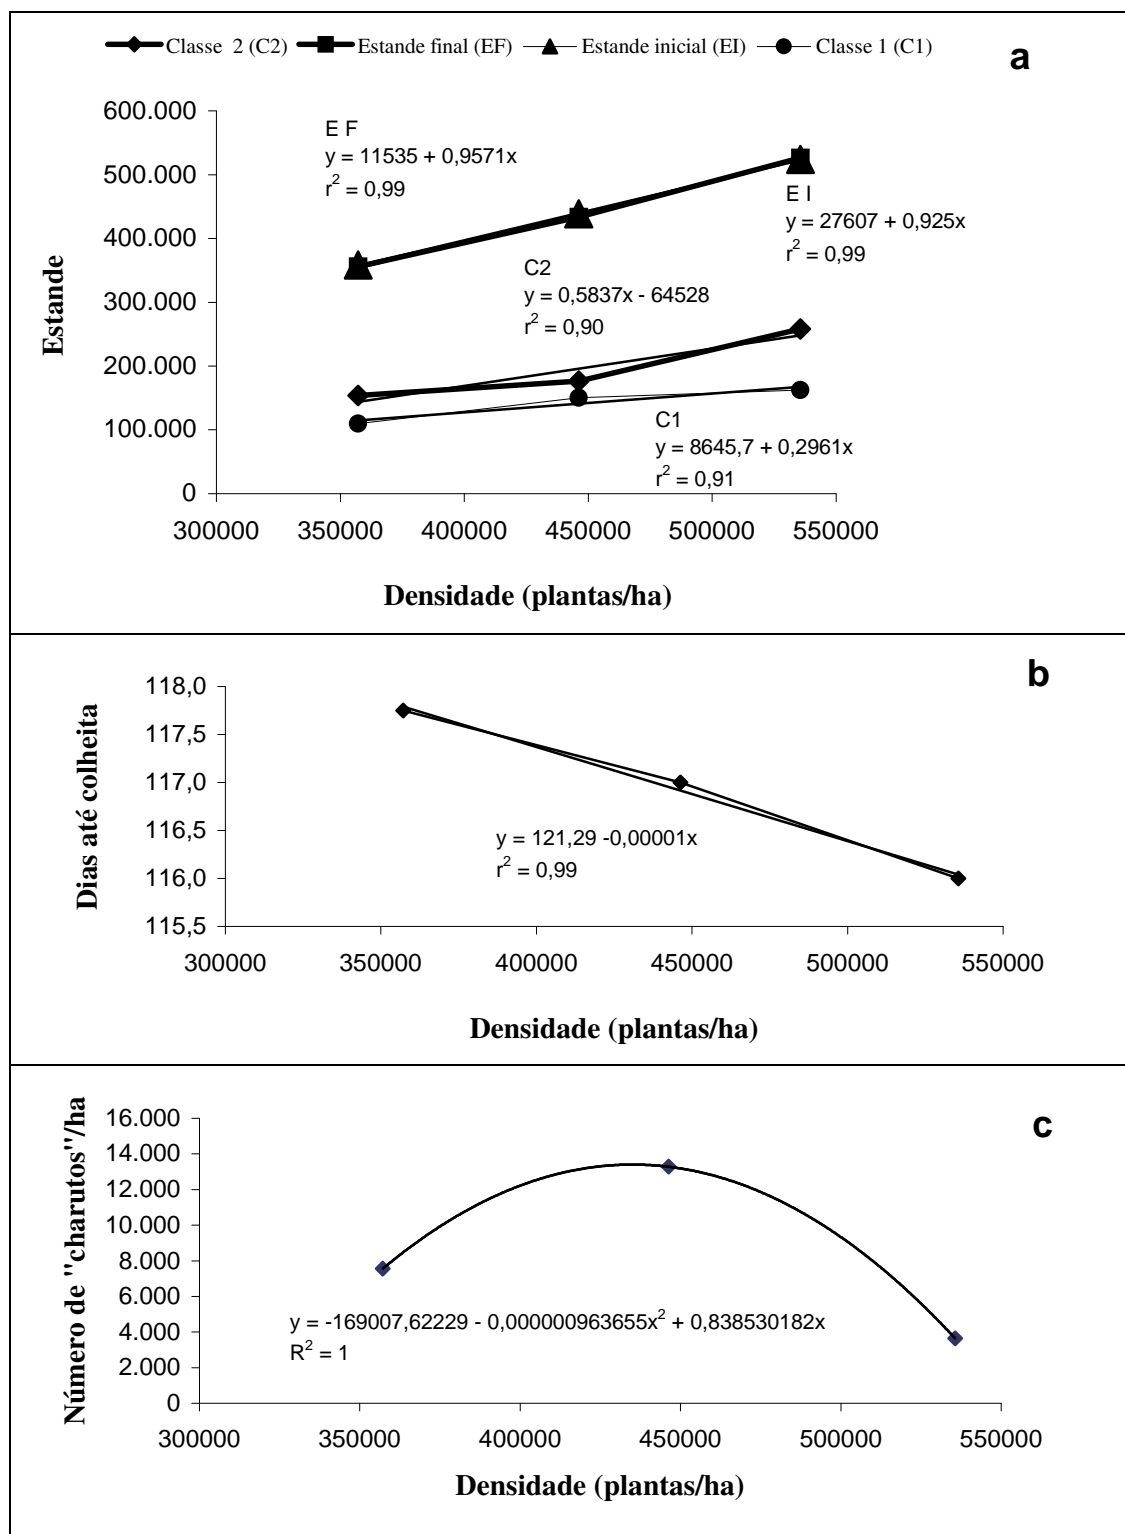 Classe 2 (C2) Estande final (EF) Estande inicial (EI) Classe 1 (C1)
a
600.000
500.000
400.000
300.000
200.000
100.000
0
E F
y = 11535 + 0,9571x
r² = 0,99
E I
y = 27607 + 0,925x
r² = 0,99
C2
y = 0,5837x - 64528
r² = 0,90
C1
y = 8645,7 + 0,2961x
r² = 0,91
Estande
300000 350000 400000 450000 500000 550000
Densidade (plantas/ha)
b
118,0
117,5
117,0
116,5
116,0
115,5
Dias até colheita
y = 121,29 -0,00001x
r² = 0,99
300000 350000 400000 450000 500000 550000
Densidade (plantas/ha)
c
16.000
14.000
12.000
10.000
8.000
6.000
4.000
2.000
0
Número de "charutos"/ha
y = -169007,62229 - 0,000000963655x² + 0,838530182x
R² = 1
300000 350000 400000 450000 500000 550000
Densidade (plantas/ha)